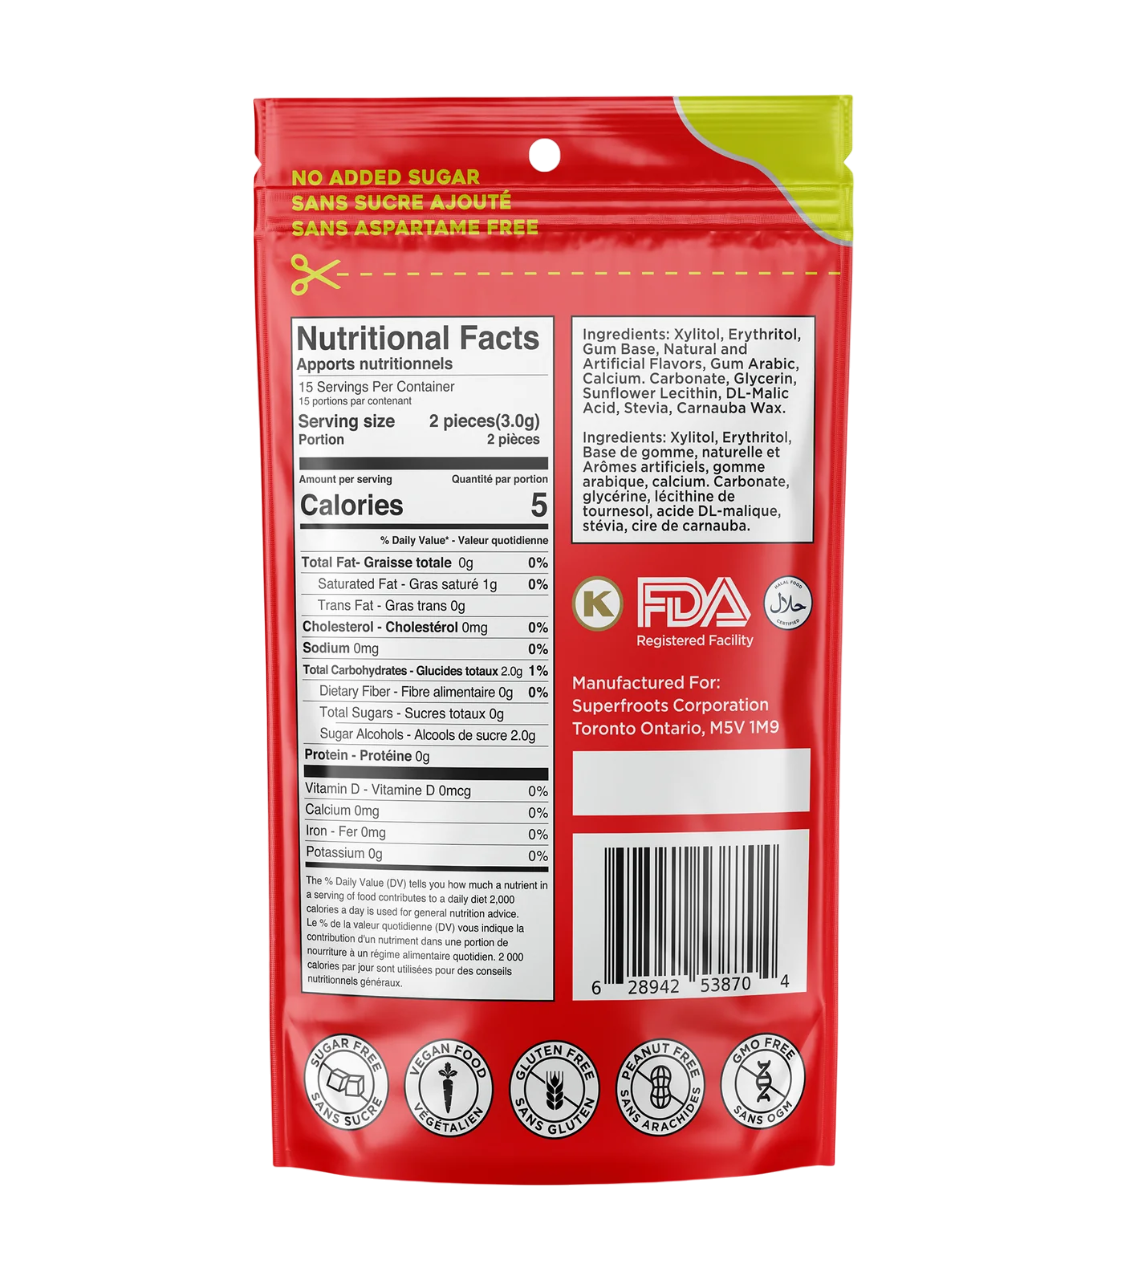 NO ADDED SUGAR
SANS SUCRE AJOUTÉ
SANS ASPARTAME FREE
Nutritional Facts
Apports nutritionnels
15 Servings Per Container
15 portions par contenant
Serving size 2 pieces(3.0g)
Portion 2 pièces
Amount per serving Quantité par portion
Calories 5
% Daily Value* - Valeur quotidienne
Total Fat- Graisse totale 0g 0%
Saturated Fat - Gras saturé 1g 0%
Trans Fat - Gras trans 0g
Cholesterol - Cholestérol 0mg 0%
Sodium 0mg 0%
Total Carbohydrates - Glucides totaux 2.0g 1%
Dietary Fiber - Fibre alimentaire 0g 0%
Total Sugars - Sucres totaux 0g
Sugar Alcohols - Alcools de sucre 2.0g
Protein - Protéine 0g
Vitamin D - Vitamine D 0mcg 0%
Calcium 0mg 0%
Iron - Fer 0mg 0%
Potassium 0g 0%
The % Daily Value (DV) tells you how much a nutrient in
a serving of food contributes to a daily diet 2,000
calories a day is used for general nutrition advice.
Le % de la valeur quotidienne (DV) vous indique la
contribution d'un nutriment dans une portion de
nourriture à un régime alimentaire quotidien. 2 000
calories par jour sont utilisées pour des conseils
nutritionnels généraux.
Ingredients: Xylitol, Erythritol,
Gum Base, Natural and
Artificial Flavors, Gum Arabic,
Calcium. Carbonate, Glycerin,
Sunflower Lecithin, DL-Malic
Acid, Stevia, Carnauba Wax.
Ingredients: Xylitol, Erythritol,
Base de gomme, naturelle et
Arômes artificiels, gomme
arabique, calcium. Carbonate,
glycérine, lécithine de
tournesol, acide DL-malique,
stévia, cire de carnauba.
K
FDA
Registered Facility
HALAL FOOD
حلال
CERTIFIED
Manufactured For:
Superfroots Corporation
Toronto Ontario, M5V 1M9
6 28942 53870 4
SUGAR FREE
SANS SUCRE
VEGAN FOOD
VÉGÉTALIEN
GLUTEN FREE
SANS GLUTEN
PEANUT FREE
SANS ARACHIDES
GMO FREE
SANS OGM